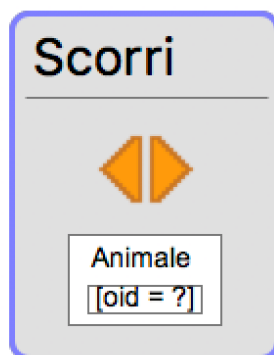 Scorri
Animale
[oid = ?]